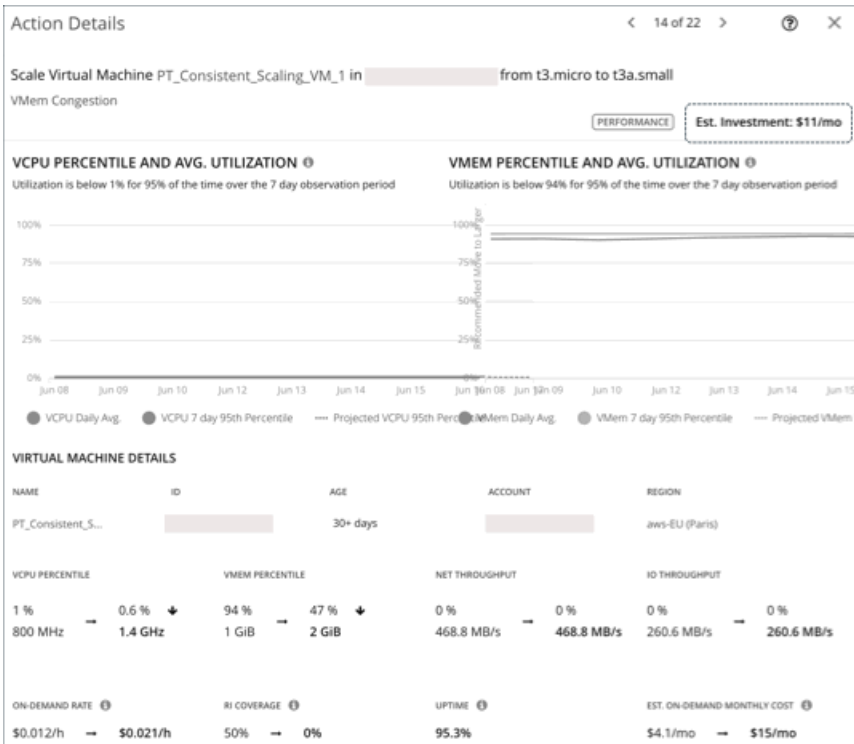 Action Details
14 of 22
Scale Virtual Machine PT_Consistent_Scaling_VM_1 in from t3.micro to t3a.small
VMem Congestion
PERFORMANCE
Est. Investment: $11/mo
VCPU PERCENTILE AND AVG. UTILIZATION
Utilization is below 1% for 95% of the time over the 7 day observation period
100%
75%
50%
25%
0%
Jun 08 Jun 09 Jun 10 Jun 12 Jun 13 Jun 14 Jun 15 Jun
VCPU Daily Avg. VCPU 7 day 95th Percentile Projected VCPU 95th
Recommended Move to Larger
VMEM PERCENTILE AND AVG. UTILIZATION
Utilization is below 94% for 95% of the time over the 7 day observation period
100%
75%
50%
25%
0%
08 Jun 09 Jun 10 Jun 12 Jun 13 Jun 14 Jun 15
VMem Daily Avg. VMem 7 day 95th Percentile Projected VMem
VIRTUAL MACHINE DETAILS
NAME ID AGE ACCOUNT REGION
PT_Consistent_S... 30+ days aws-EU (Paris)
VCPU PERCENTILE VMEM PERCENTILE NET THROUGHPUT IO THROUGHPUT
1 % 0.6 % 94 % 47 % 0 % 0 % 0 % 0 %
800 MHz → 1.4 GHz 1 GiB → 2 GiB 468.8 MB/s → 468.8 MB/s 260.6 MB/s → 260.6 MB/s
ON-DEMAND RATE RI COVERAGE UPTIME EST. ON-DEMAND MONTHLY COST
$0.012/h → $0.021/h 50% → 0% 95.3% $4.1/mo → $15/mo